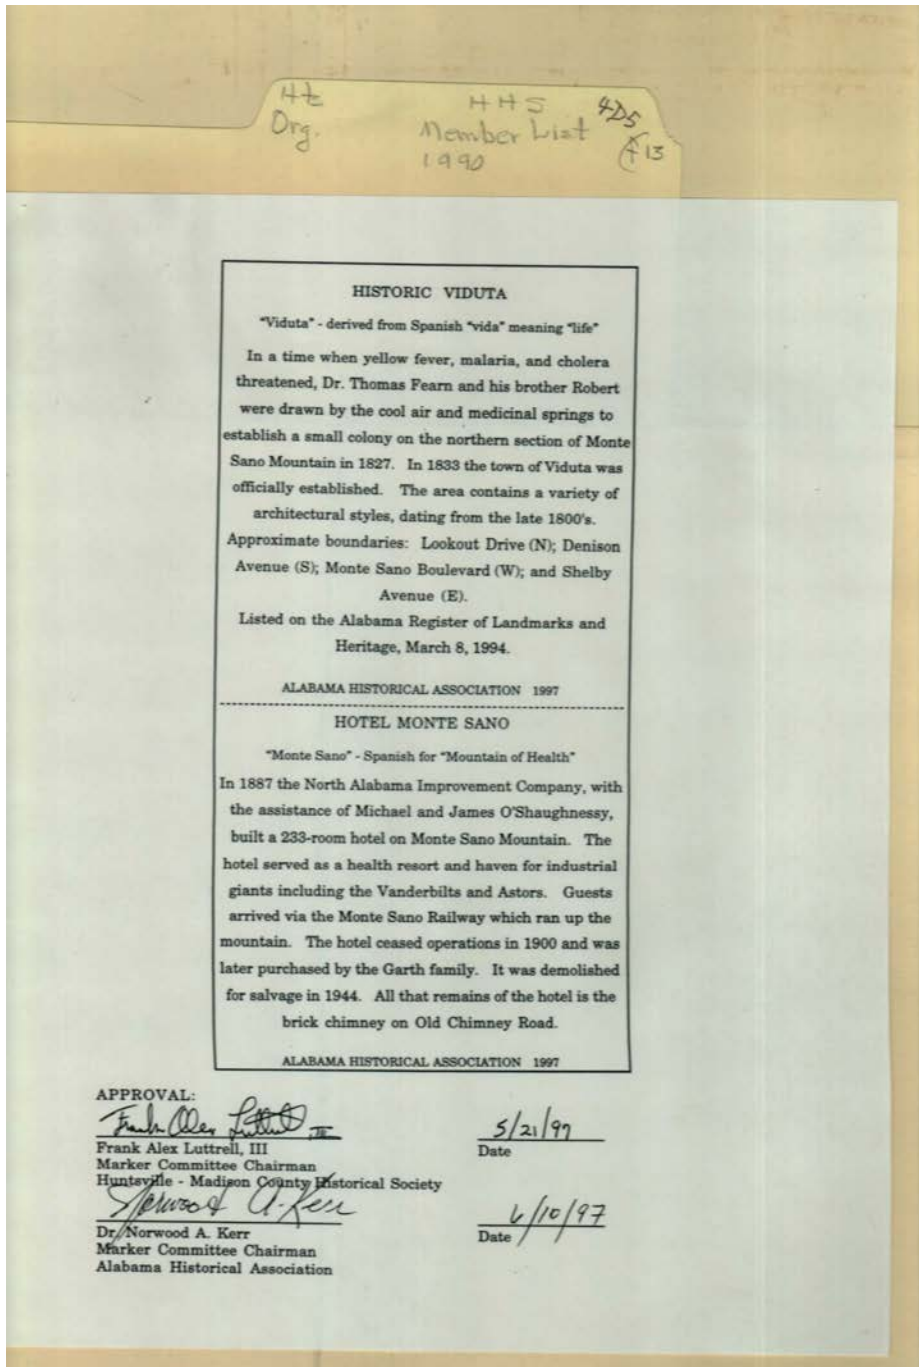 Hz HHS 4D5
Org. Member List F13
1990
HISTORIC VIDUTA
"Viduta" - derived from Spanish "vida" meaning "life"
In a time when yellow fever, malaria, and cholera
threatened, Dr. Thomas Fearn and his brother Robert
were drawn by the cool air and medicinal springs to
establish a small colony on the northern section of Monte
Sano Mountain in 1827. In 1833 the town of Viduta was
officially established. The area contains a variety of
architectural styles, dating from the late 1800's.
Approximate boundaries: Lookout Drive (N); Denison
Avenue (S); Monte Sano Boulevard (W); and Shelby
Avenue (E).
Listed on the Alabama Register of Landmarks and
Heritage, March 8, 1994.
ALABAMA HISTORICAL ASSOCIATION 1997
HOTEL MONTE SANO
"Monte Sano" - Spanish for "Mountain of Health"
In 1887 the North Alabama Improvement Company, with
the assistance of Michael and James O'Shaughnessy,
built a 233-room hotel on Monte Sano Mountain. The
hotel served as a health resort and haven for industrial
giants including the Vanderbilts and Astors. Guests
arrived via the Monte Sano Railway which ran up the
mountain. The hotel ceased operations in 1900 and was
later purchased by the Garth family. It was demolished
for salvage in 1944. All that remains of the hotel is the
brick chimney on Old Chimney Road.
ALABAMA HISTORICAL ASSOCIATION 1997
APPROVAL:
Frank Alex Luttrell, III 5/21/97
Frank Alex Luttrell, III Date
Marker Committee Chairman
Huntsville - Madison County Historical Society
Norwood A. Kerr 6/10/97
Dr. Norwood A. Kerr Date
Marker Committee Chairman
Alabama Historical Association